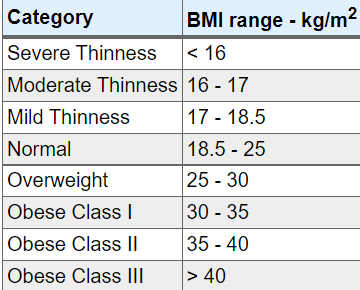 Category BMI range - kg/m²
Severe Thinness < 16
Moderate Thinness 16 - 17
Mild Thinness 17 - 18.5
Normal 18.5 - 25
Overweight 25 - 30
Obese Class I 30 - 35
Obese Class II 35 - 40
Obese Class III > 40